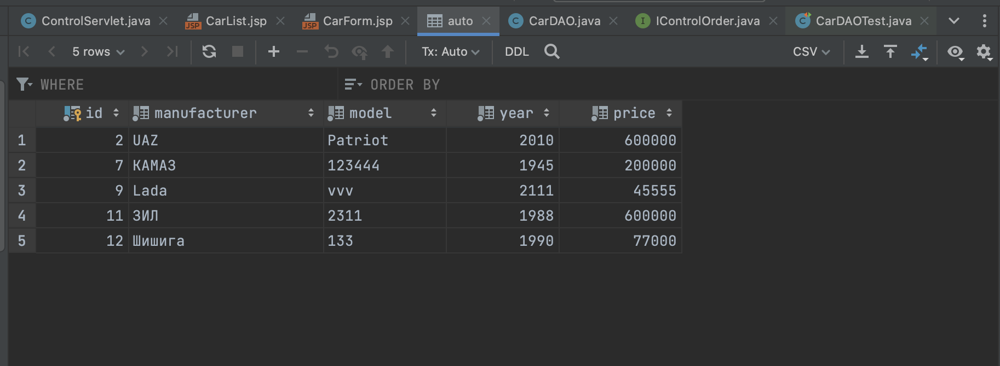 ControlServlet.java CarList.jsp CarForm.jsp auto CarDAO.java IControlOrder.java CarDAOTest.java
5 rows Tx: Auto DDL CSV
WHERE ORDER BY
id manufacturer model year price
1 2 UAZ Patriot 2010 600000
2 7 КАМАЗ 123444 1945 200000
3 9 Lada vvv 2111 45555
4 11 ЗИЛ 2311 1988 600000
5 12 Шишига 133 1990 77000